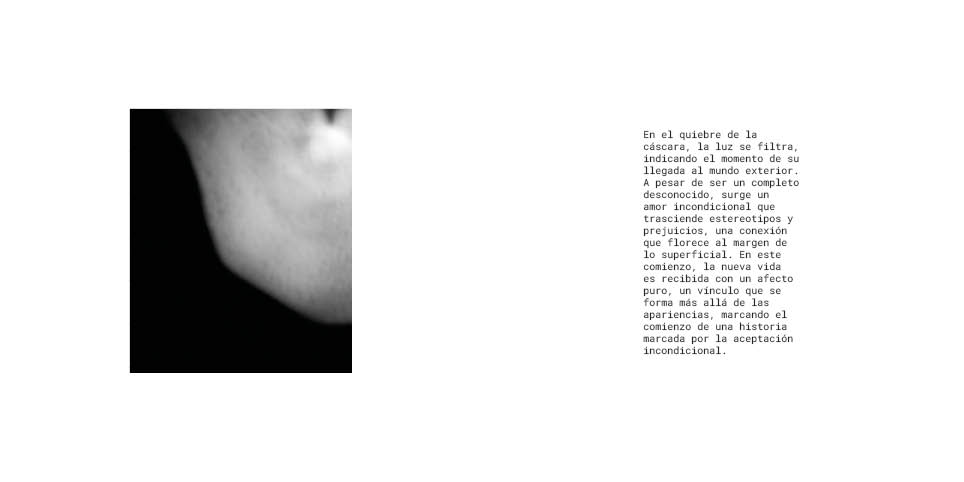 En el quiebre de la
cáscara, la luz se filtra,
indicando el momento de su
llegada al mundo exterior.
A pesar de ser un completo
desconocido, surge un
amor incondicional que
trasciende estereotipos y
prejuicios, una conexión
que florece al margen de
lo superficial. En este
comienzo, la nueva vida
es recibida con un afecto
puro, un vínculo que se
forma más allá de las
apariencias, marcando el
comienzo de una historia
marcada por la aceptación
incondicional.